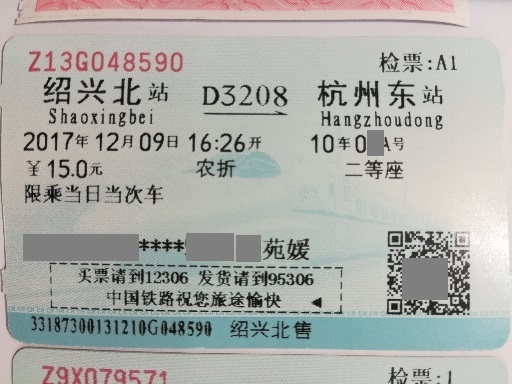 Z13G048590 检票:A1
绍兴北站 D3208 杭州东站
Shaoxingbei Hangzhoudong
2017年12月09日 16:26开 10车0 A号
￥15.0元 农折 二等座
限乘当日当次车
**** 苑媛
买票请到12306 发货请到95306
中国铁路祝您旅途愉快
33187300131210G048590 绍兴北售
Z9X079571 检票: